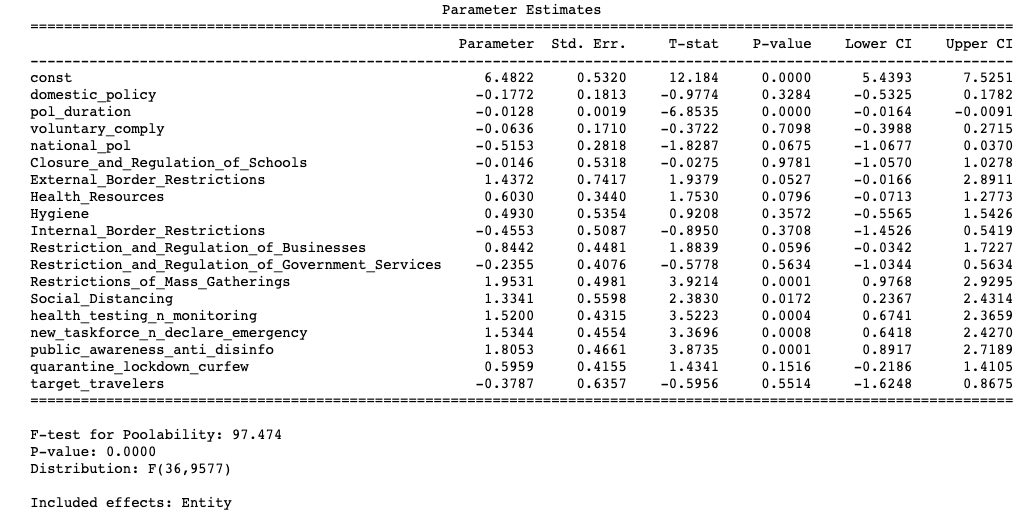 Parameter Estimates
==============================================================================================
Parameter Std. Err. T-stat P-value Lower CI Upper CI
----------------------------------------------------------------------------------------------
const 6.4822 0.5320 12.184 0.0000 5.4393 7.5251
domestic_policy -0.1772 0.1813 -0.9774 0.3284 -0.5325 0.1782
pol_duration -0.0128 0.0019 -6.8535 0.0000 -0.0164 -0.0091
voluntary_comply -0.0636 0.1710 -0.3722 0.7098 -0.3988 0.2715
national_pol -0.5153 0.2818 -1.8287 0.0675 -1.0677 0.0370
Closure_and_Regulation_of_Schools -0.0146 0.5318 -0.0275 0.9781 -1.0570 1.0278
External_Border_Restrictions 1.4372 0.7417 1.9379 0.0527 -0.0166 2.8911
Health_Resources 0.6030 0.3440 1.7530 0.0796 -0.0713 1.2773
Hygiene 0.4930 0.5354 0.9208 0.3572 -0.5565 1.5426
Internal_Border_Restrictions -0.4553 0.5087 -0.8950 0.3708 -1.4526 0.5419
Restriction_and_Regulation_of_Businesses 0.8442 0.4481 1.8839 0.0596 -0.0342 1.7227
Restriction_and_Regulation_of_Government_Services -0.2355 0.4076 -0.5778 0.5634 -1.0344 0.5634
Restrictions_of_Mass_Gatherings 1.9531 0.4981 3.9214 0.0001 0.9768 2.9295
Social_Distancing 1.3341 0.5598 2.3830 0.0172 0.2367 2.4314
health_testing_n_monitoring 1.5200 0.4315 3.5223 0.0004 0.6741 2.3659
new_taskforce_n_declare_emergency 1.5344 0.4554 3.3696 0.0008 0.6418 2.4270
public_awareness_anti_disinfo 1.8053 0.4661 3.8735 0.0001 0.8917 2.7189
quarantine_lockdown_curfew 0.5959 0.4155 1.4341 0.1516 -0.2186 1.4105
target_travelers -0.3787 0.6357 -0.5956 0.5514 -1.6248 0.8675
==============================================================================================
F-test for Poolability: 97.474
P-value: 0.0000
Distribution: F(36,9577)
Included effects: Entity